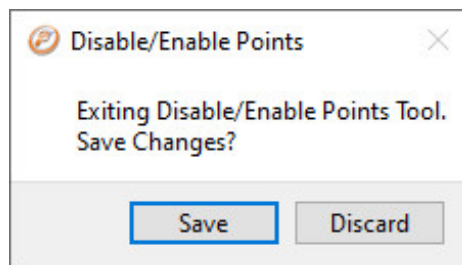 Disable/Enable Points
Exiting Disable/Enable Points Tool.
Save Changes?
Save Discard